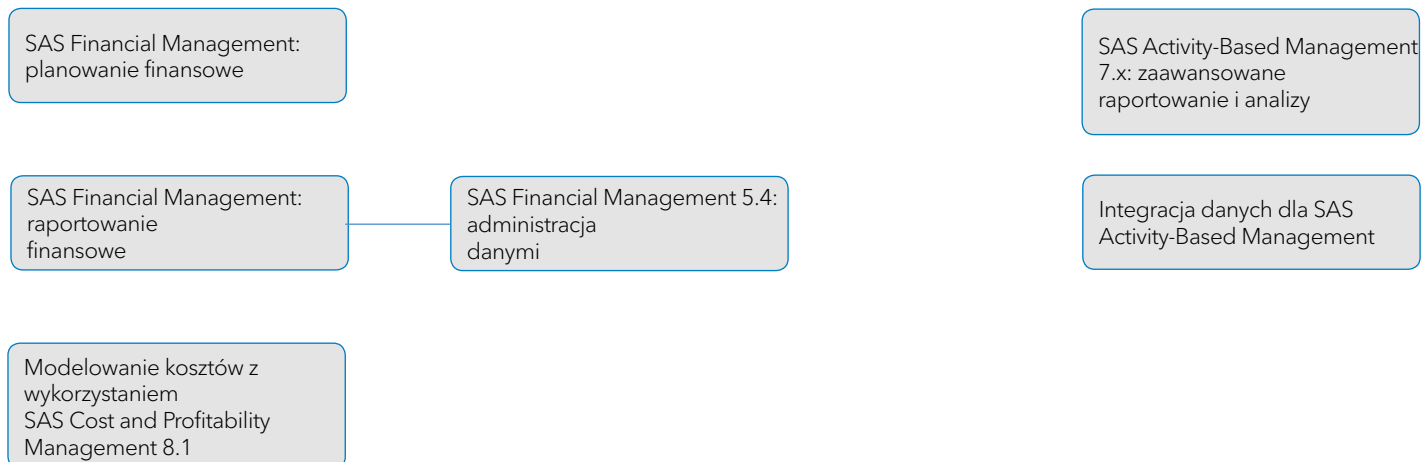 SAS Financial Management:
planowanie finansowe
SAS Activity-Based Management
7.x: zaawansowane
raportowanie i analizy
SAS Financial Management:
raportowanie
finansowe
SAS Financial Management 5.4:
administracja
danymi
Integracja danych dla SAS
Activity-Based Management
Modelowanie kosztów z
wykorzystaniem
SAS Cost and Profitability
Management 8.1